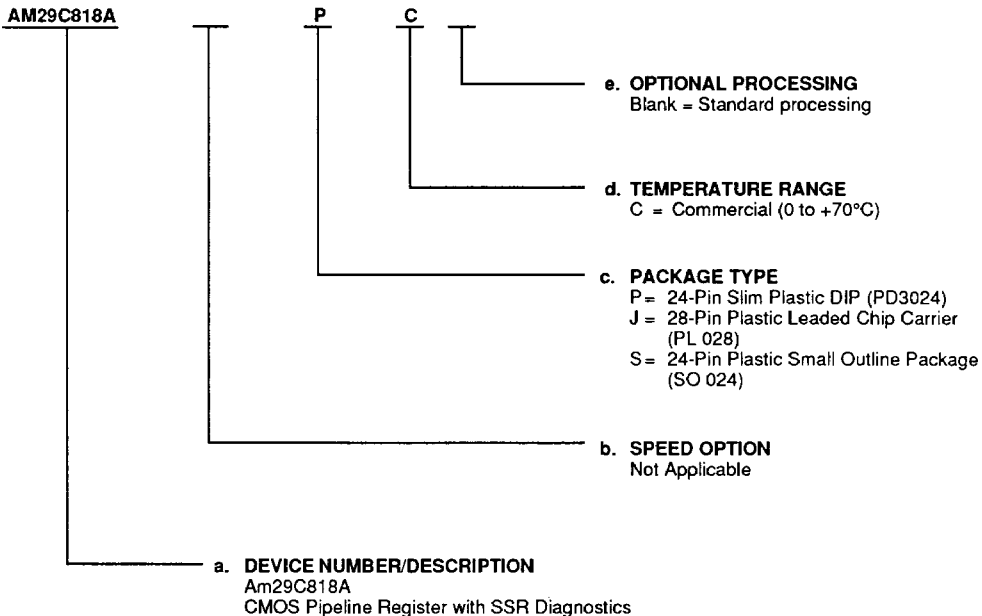 AM29C818A P C
e. OPTIONAL PROCESSING
Blank = Standard processing
d. TEMPERATURE RANGE
C = Commercial (0 to +70°C)
c. PACKAGE TYPE
P = 24-Pin Slim Plastic DIP (PD3024)
J = 28-Pin Plastic Leaded Chip Carrier
(PL 028)
S = 24-Pin Plastic Small Outline Package
(SO 024)
b. SPEED OPTION
Not Applicable
a. DEVICE NUMBER/DESCRIPTION
Am29C818A
CMOS Pipeline Register with SSR Diagnostics